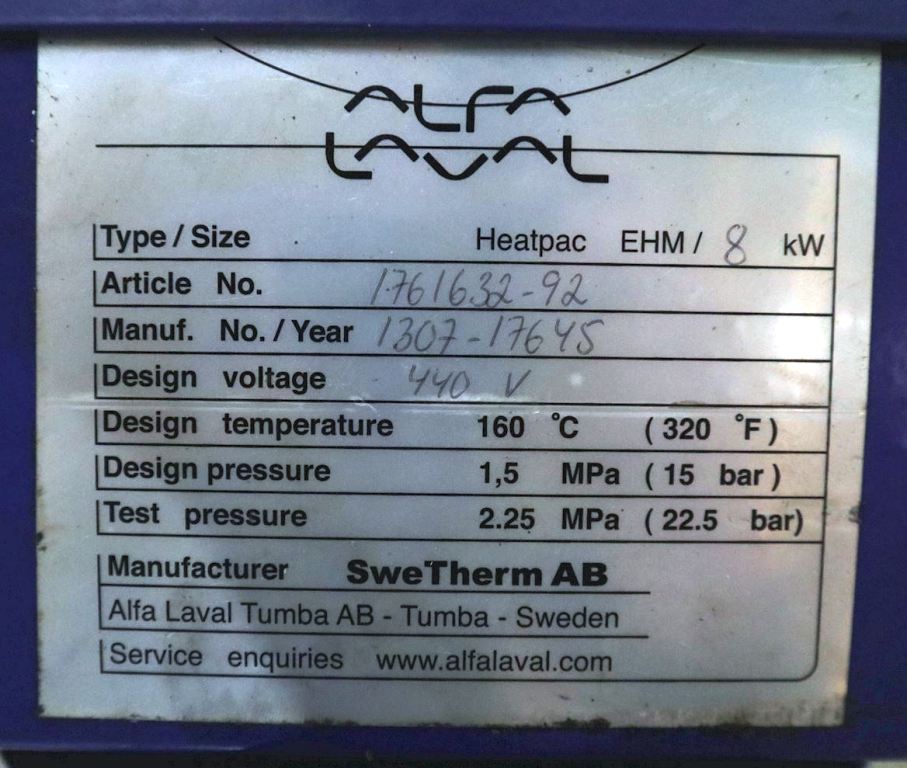 ALFA
LAVAL
Type / Size Heatpac EHM / 8 kW
Article No. 1761632-92
Manuf. No. / Year 1307-17645
Design voltage 440 V
Design temperature 160 °C ( 320 °F )
Design pressure 1,5 MPa ( 15 bar )
Test pressure 2.25 MPa ( 22.5 bar)
Manufacturer SweTherm AB
Alfa Laval Tumba AB - Tumba - Sweden
Service enquiries www.alfalaval.com